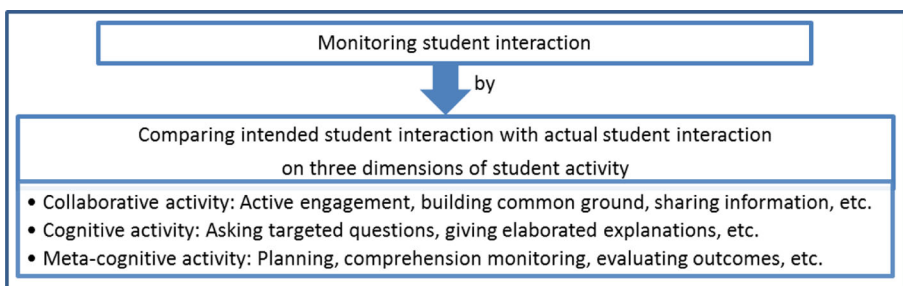 Monitoring student interaction
by
Comparing intended student interaction with actual student interaction
on three dimensions of student activity
• Collaborative activity: Active engagement, building common ground, sharing information, etc.
• Cognitive activity: Asking targeted questions, giving elaborated explanations, etc.
• Meta-cognitive activity: Planning, comprehension monitoring, evaluating outcomes, etc.